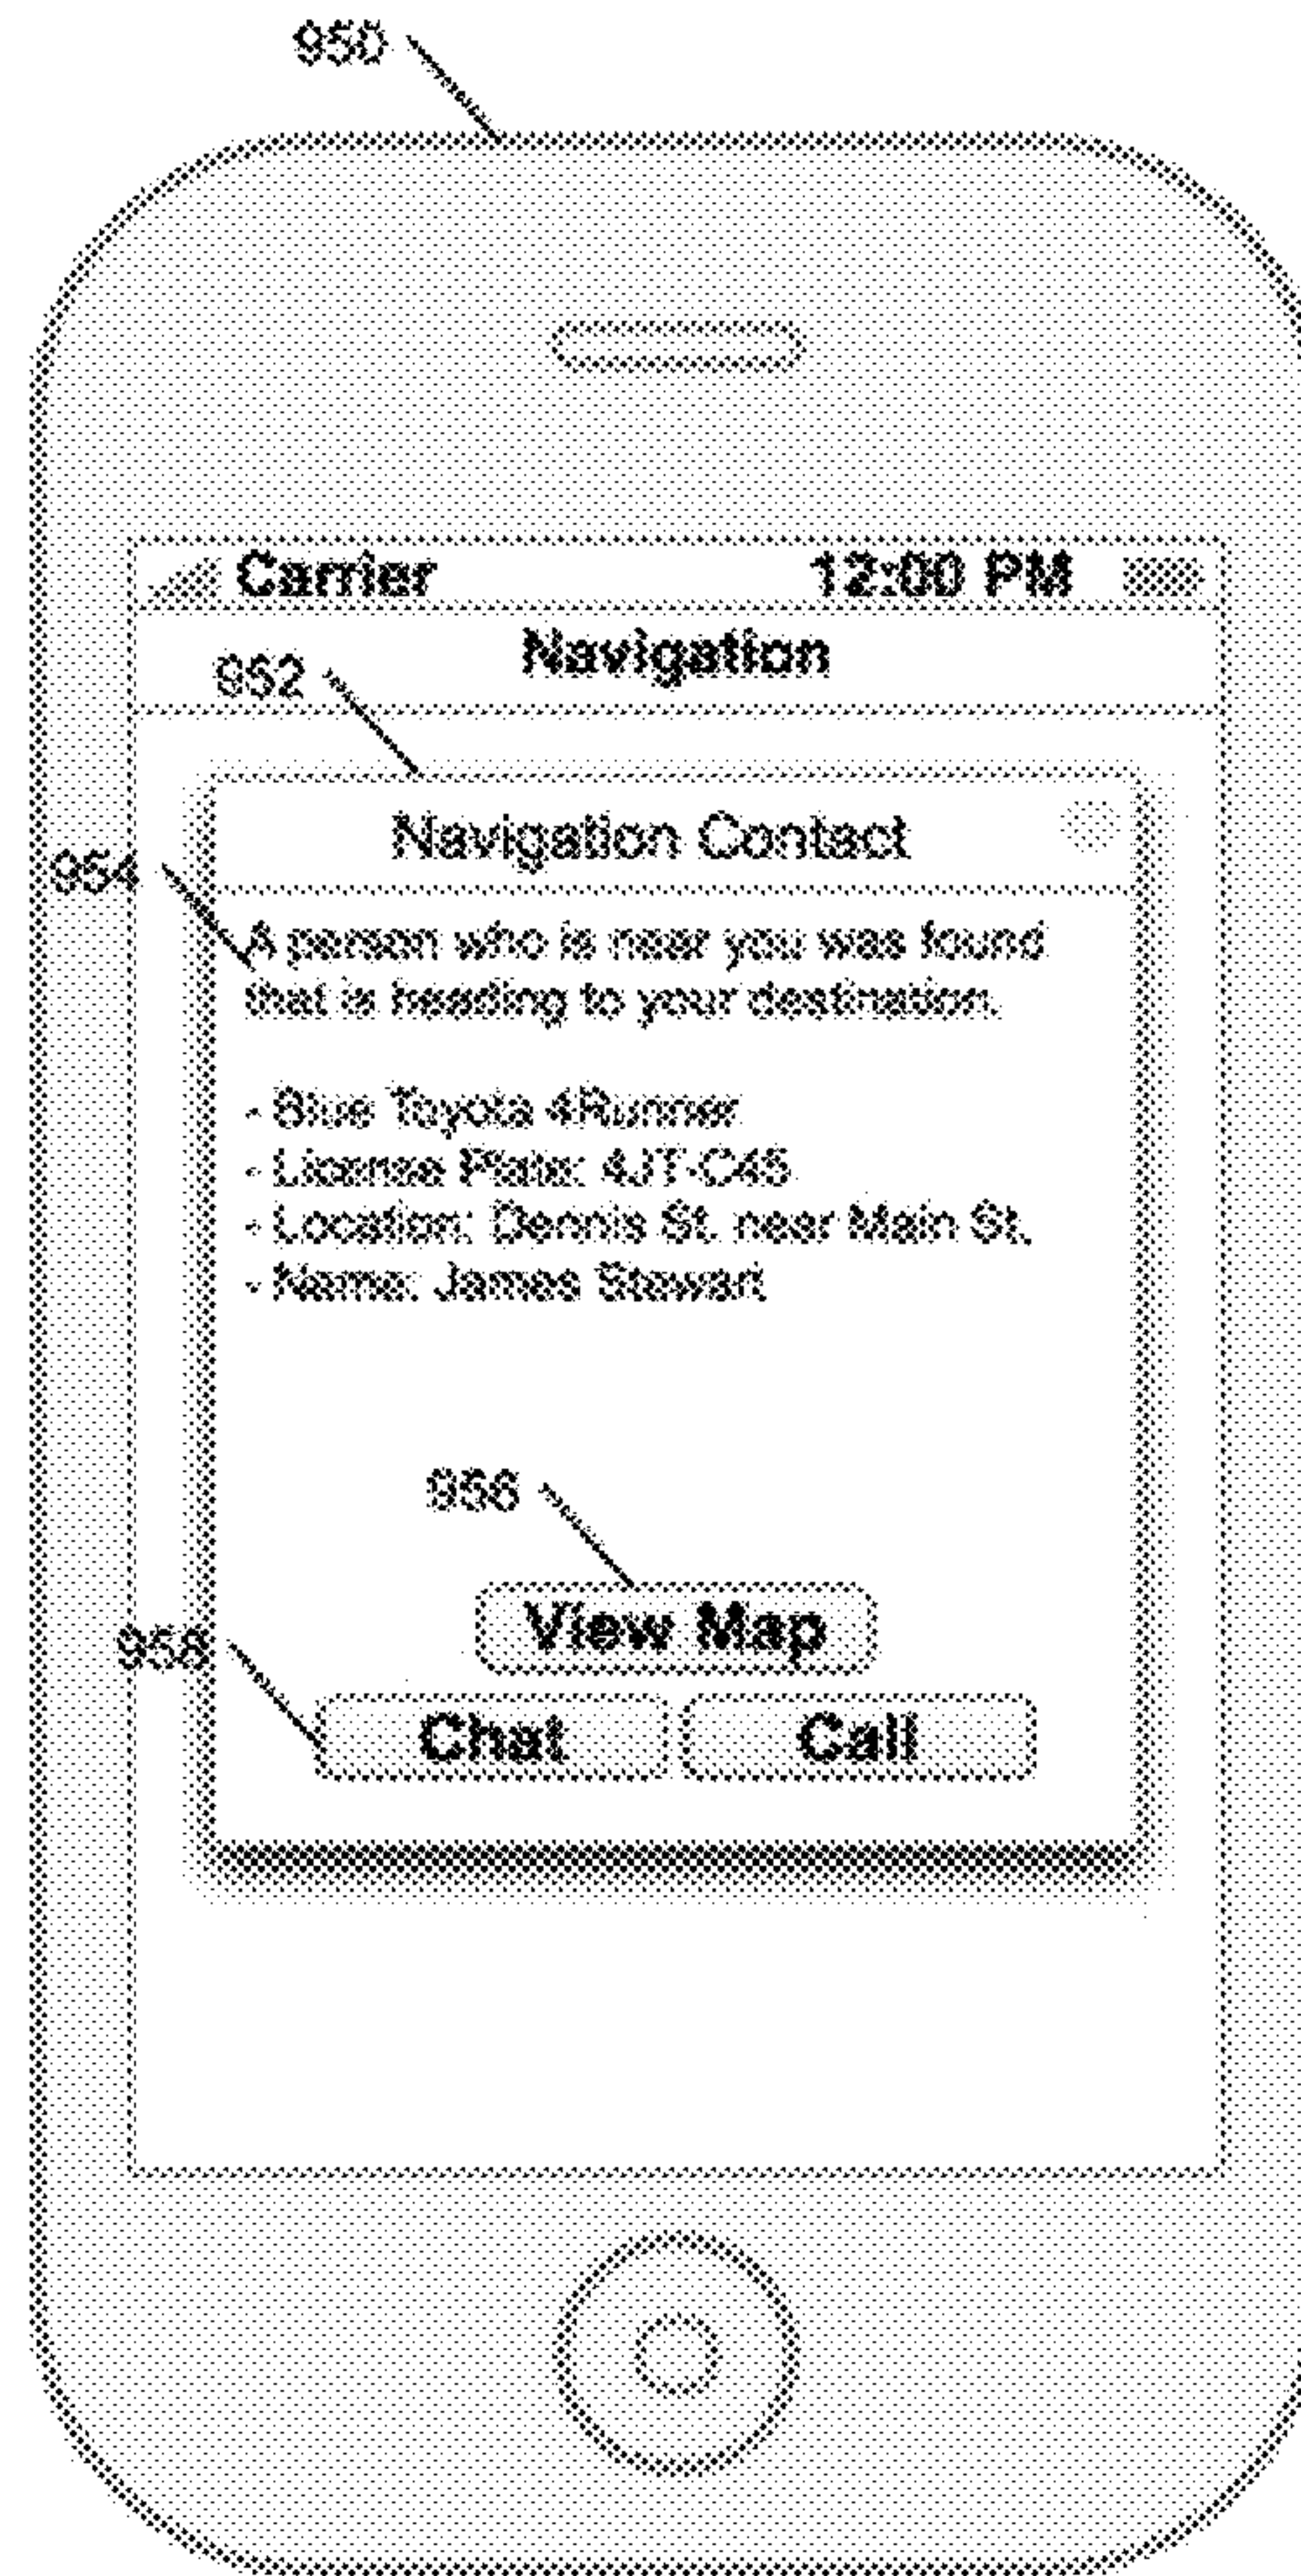 950
Carrier 12:00 PM
Navigation
952
Navigation Contact
954
A person who is near you was found
that is heading to your destination.
- Blue Toyota 4Runner
- License Plate: 4JT-C45
- Location: Dennis St. near Main St.
- Name: James Stewart
956
View Map
958
Chat Call